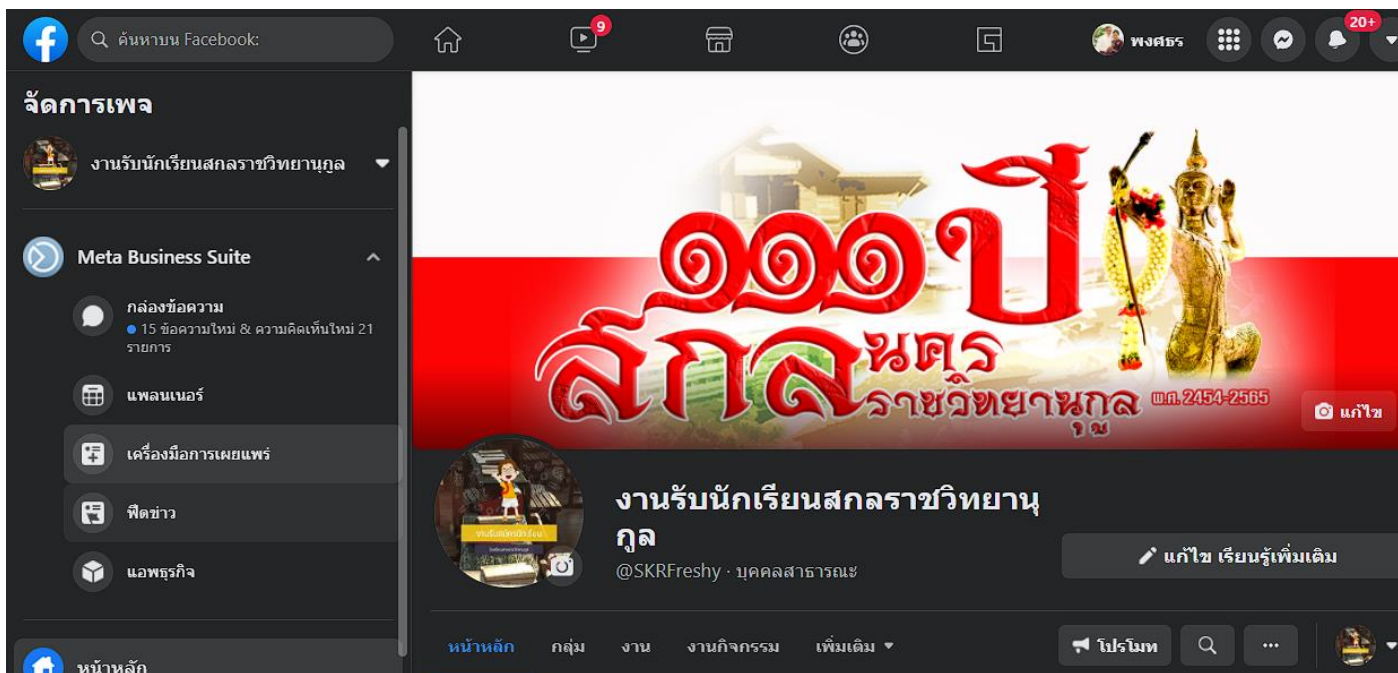 ค้นหาบน Facebook:
9
พงศธร
20+
จัดการเพจ
งานรับนักเรียนสกลราชวิทยานุกูล
Meta Business Suite
กล่องข้อความ
15 ข้อความใหม่ & ความคิดเห็นใหม่ 21
รายการ
แพลนเนอร์
เครื่องมือการเผยแพร่
ฟีดข่าว
แอพธุรกิจ
หน้าหลัก
๑๑๑ ปี
สกลนคร
ราชวิทยานุกูล พ.ศ. 2454-2565
แก้ไข
งานรับนักเรียนสกลราชวิทยานุ
กูล
@SKRFreshy · บุคคลสาธารณะ
แก้ไข เรียนรู้เพิ่มเติม
หน้าหลัก กลุ่ม งาน งานกิจกรรม เพิ่มเติม
โปรโมท